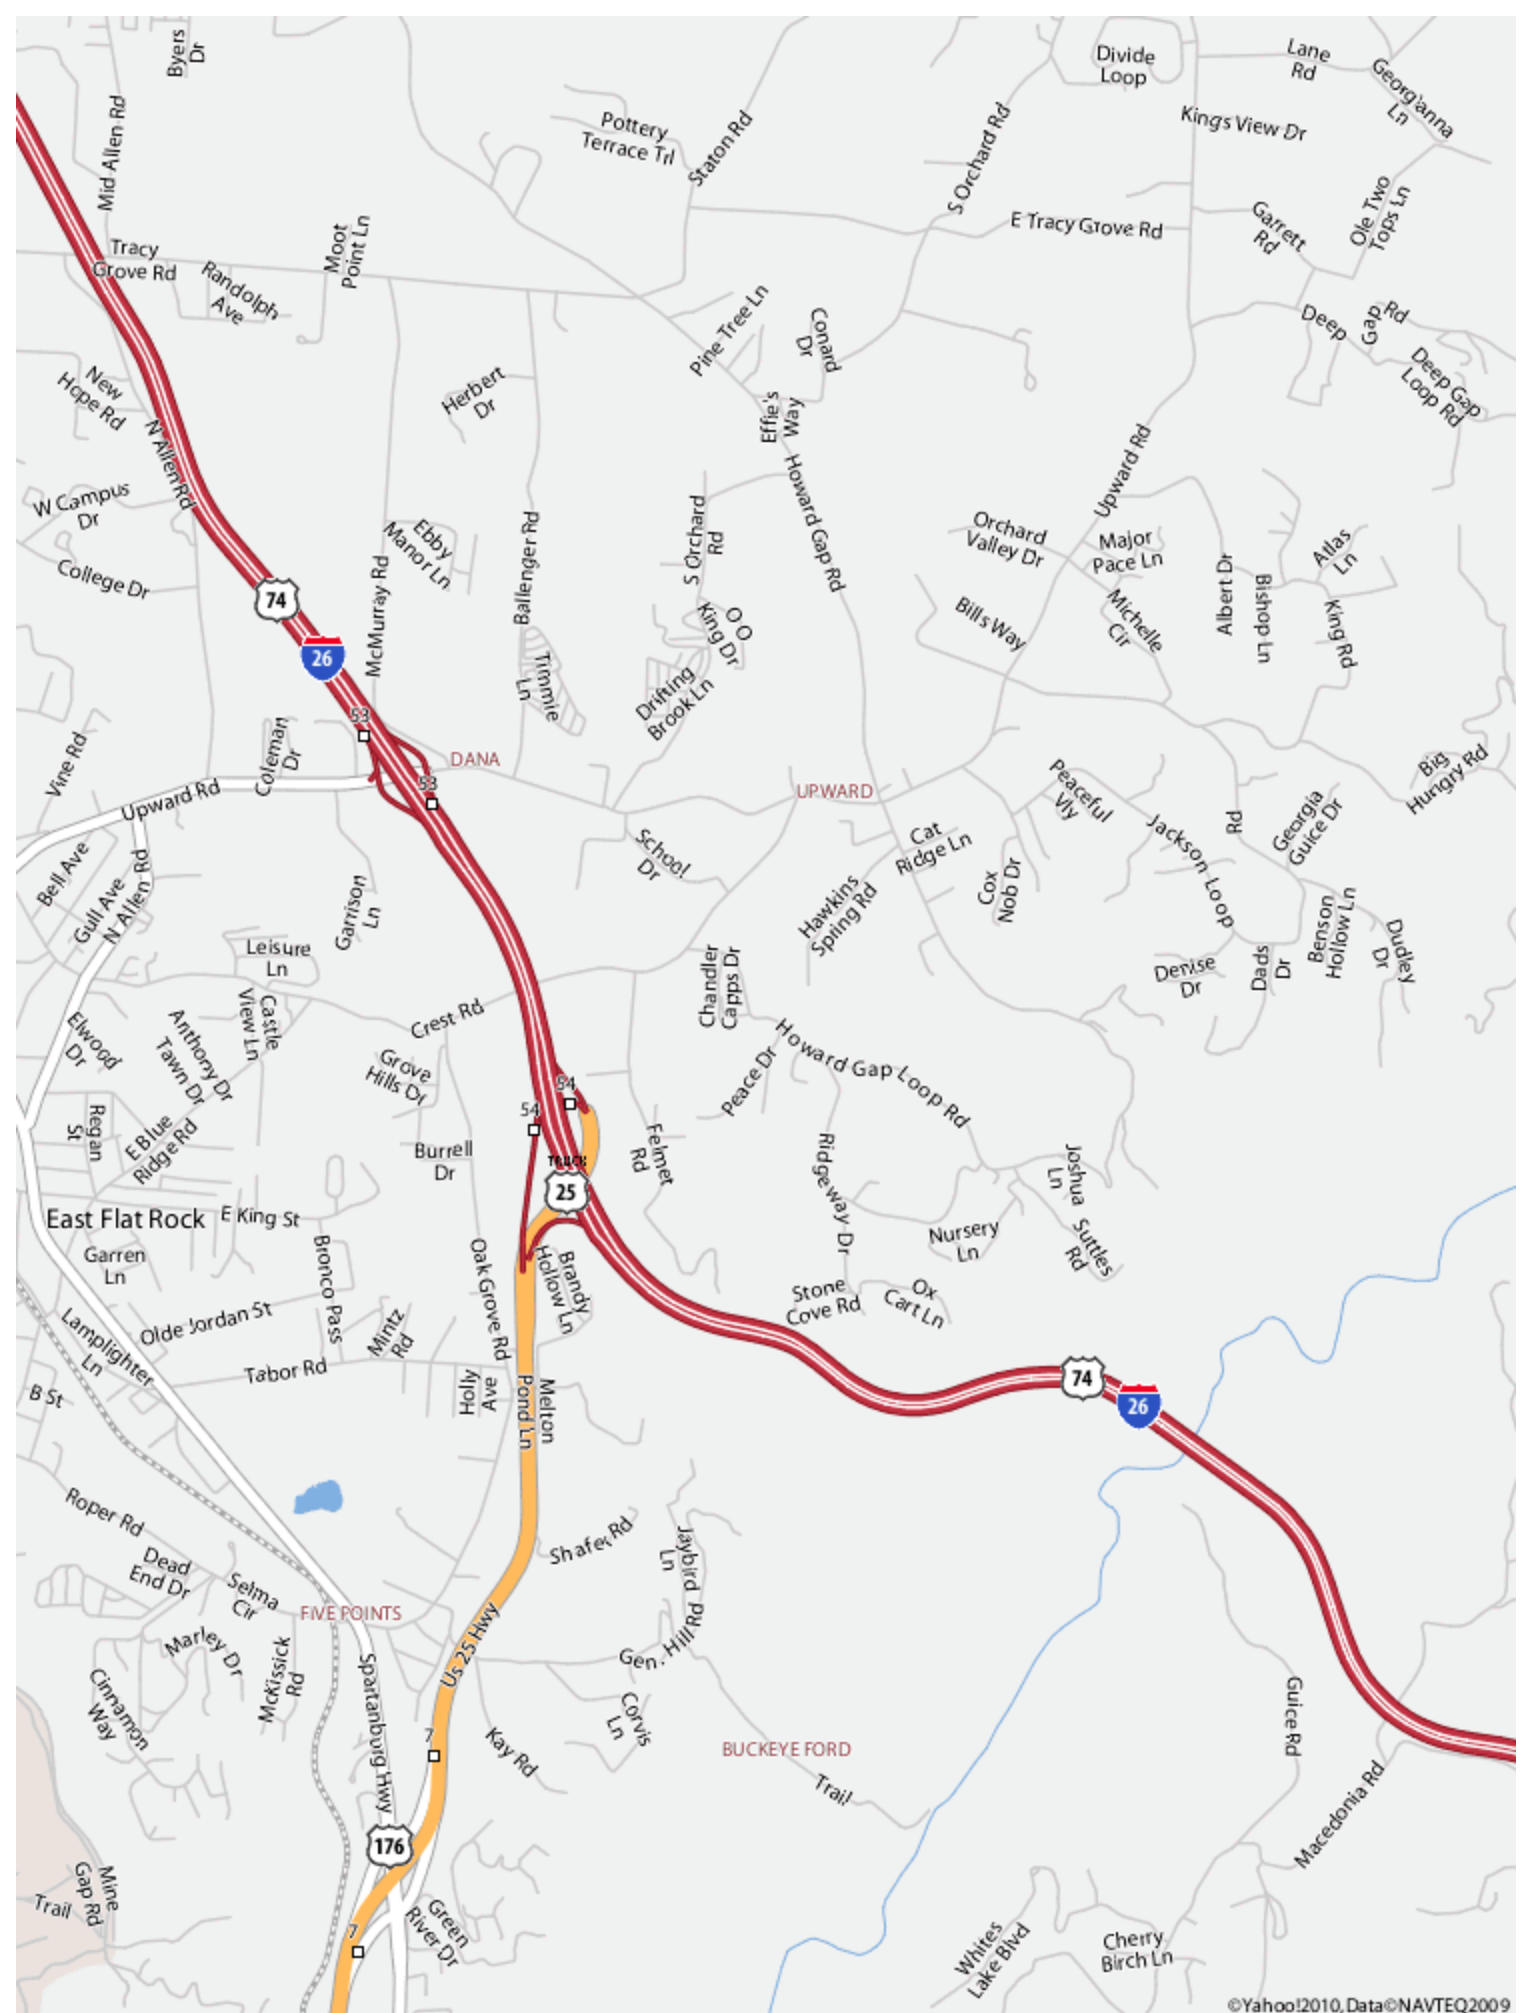 Byers
Dr
Divide
Loop
Lane
Rd
Georg'anna
Ln
Mid Allen Rd
Pottery
Terrace Trl
Staton Rd
S Orchard Rd
Kings View Dr
Tracy
Grove Rd
Moot
Point Ln
Randolph
Ave
E Tracy Grove Rd
Garrett
Rd
Ole Two
Tops Ln
Pine Tree Ln
Conard
Dr
Deep
Gap
Rd
Deep Gap
Loop Rd
New
Hope Rd
Herbert
Dr
Effie's
Way
N Allen Rd
Howard Gap Rd
Upward Rd
W Campus
Dr
College Dr
Ebby
Manor Ln
McMurray Rd
Ballenger Rd
S Orchard
Rd
Orchard
Valley Dr
Major
Pace Ln
Atlas
Ln
Albert Dr
Bishop Ln
King Rd
Michelle
Cir
Bills Way
O O
King Dr
74
26
Timmie
Ln
Drifting
Brook Ln
53
53
Coleman
Dr
Vine Rd
Upward Rd
DANA
UPWARD
Peaceful
Vly
Big
Hungry Rd
Jackson Loop
Rd
Georgia
Guice Dr
Bell Ave
Gull Ave
N Allen Rd
School
Dr
Cat
Ridge Ln
Cox
Nob Dr
Hawkins
Spring Rd
Garrison
Ln
Leisure
Ln
Benson
Hollow Ln
Dudley
Dr
Dads
Dr
Denise
Dr
Chandler
Capps Dr
Crest Rd
Castle
View Ln
Elwood
Dr
Anthony Dr
Tawn Dr
Grove
Hills Dr
Peace Dr
Howard Gap Loop Rd
54
54
Regan
St
E Blue
Ridge Rd
Burrell
Dr
Felmet
Rd
TRUCK
25
Ridgeway Dr
Joshua
Ln
East Flat Rock
E King St
Nursery
Ln
Suttles
Rd
Garren
Ln
Bronco Pass
Oak Grove Rd
Brandy
Hollow Ln
Stone
Cove Rd
Ox
Cart Ln
Olde Jordan St
Mintz
Rd
Lamplighter
Ln
Tabor Rd
Holly
Ave
Melton
Pond Ln
74
26
B St
Roper Rd
Shafer Rd
Jaybird
Ln
Dead
End Dr
Selma
Cir
FIVE POINTS
Marley Dr
McKissick
Rd
Cinnamon
Way
Spartanburg Hwy
Us 25 Hwy
Gen. Hill Rd
Corvis
Ln
Kay Rd
BUCKEYE FORD
Trail
Guice Rd
Macedonia Rd
7
176
Mine
Gap Rd
Trail
Green
River Dr
7
Whites
Lake Blvd
Cherry
Birch Ln
©Yahoo!2010, Data©NAVTEQ2009